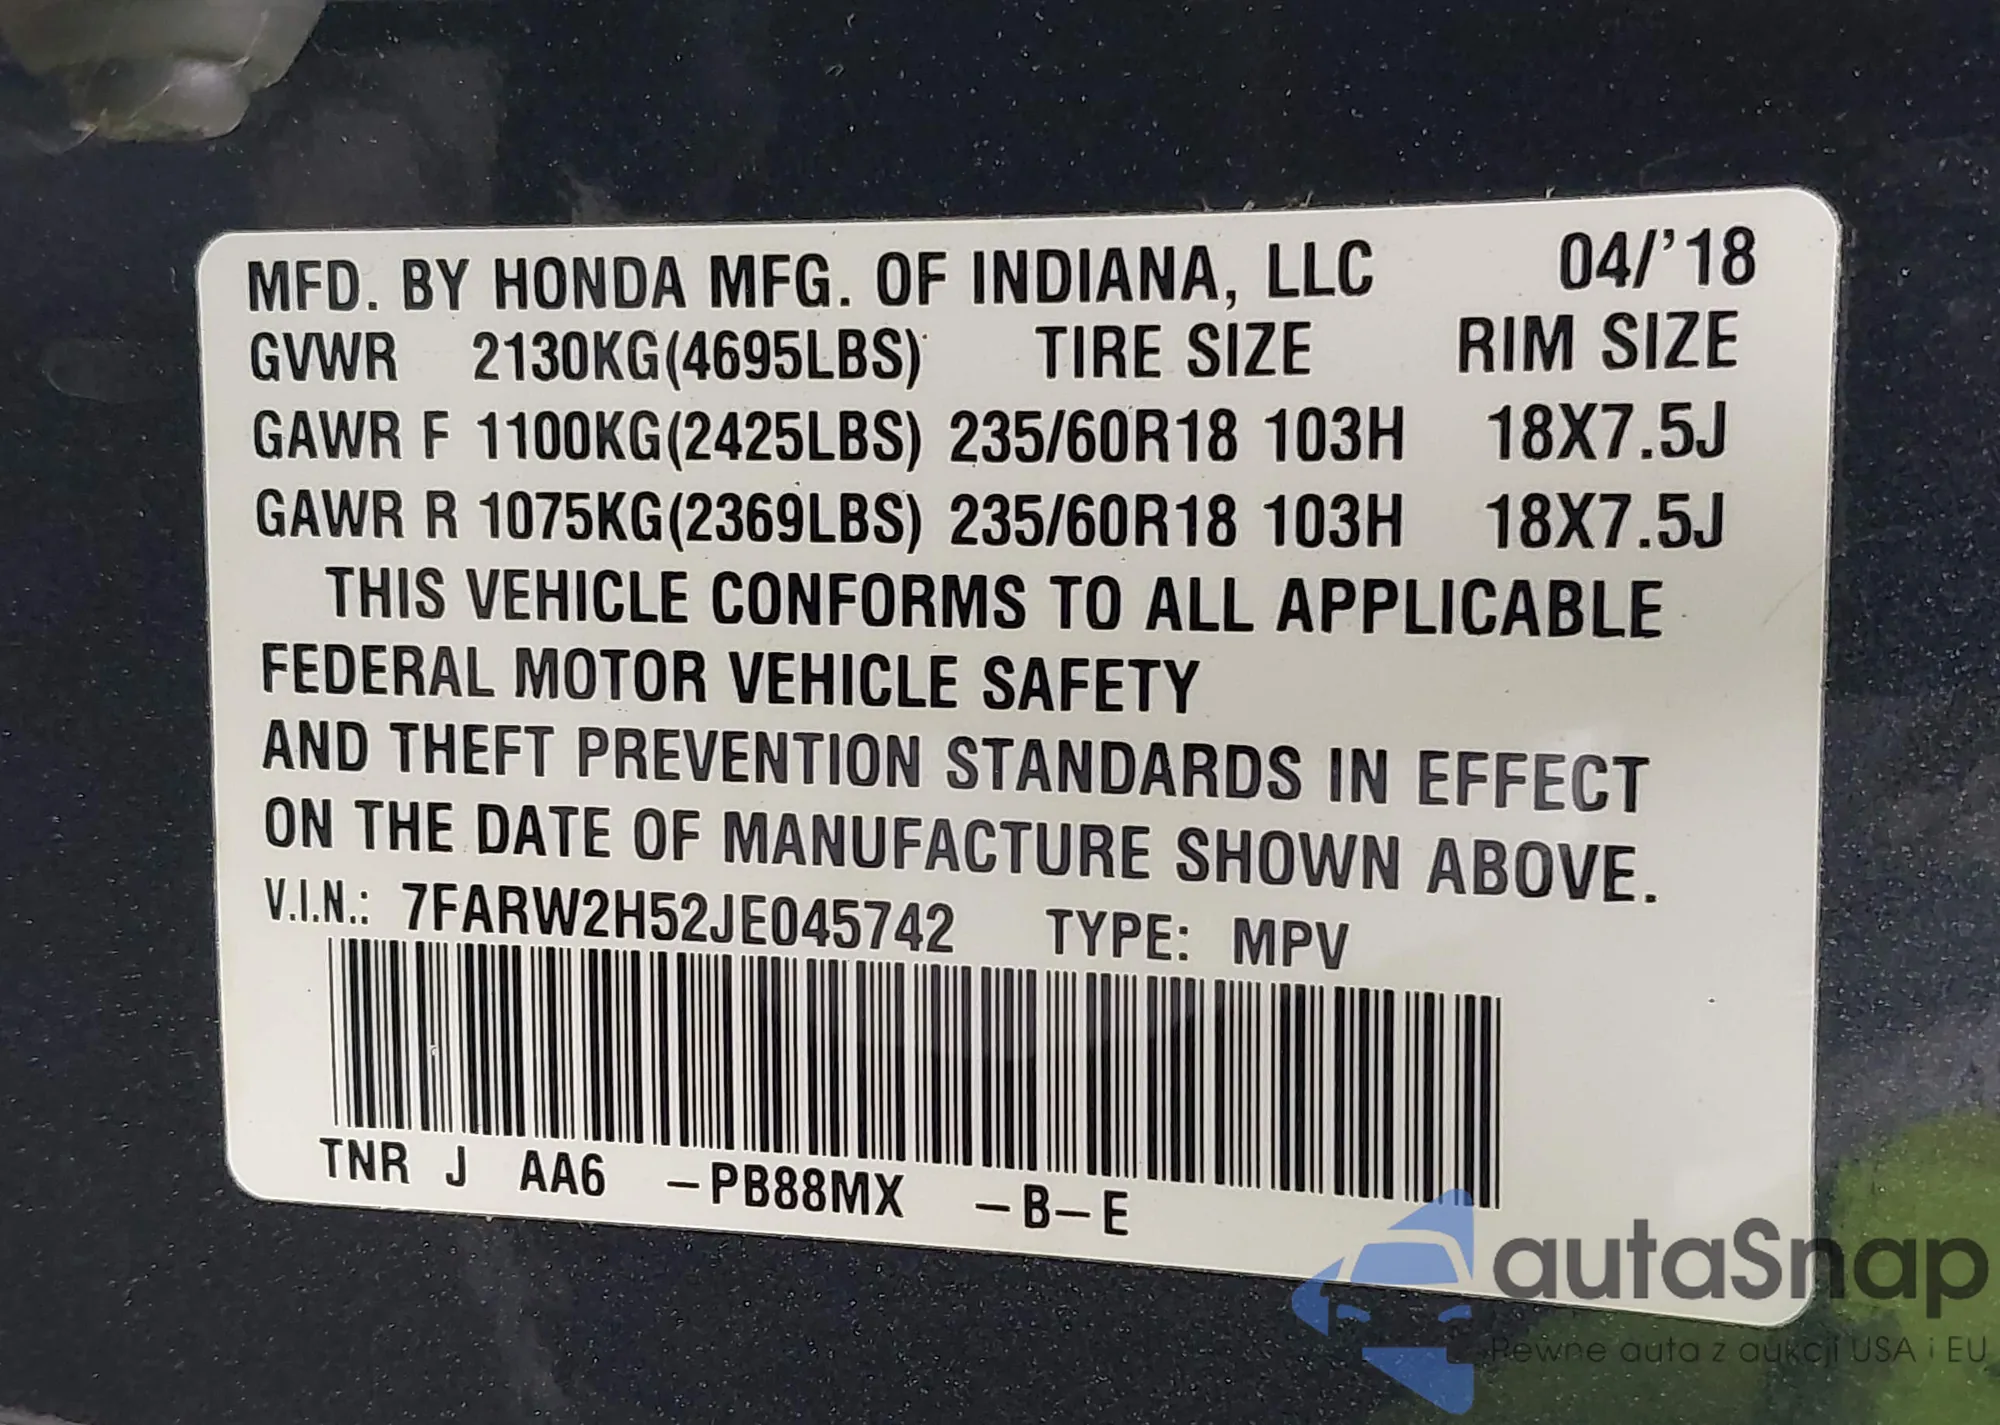 MFD. BY HONDA MFG. OF INDIANA, LLC 04/'18
GVWR 2130KG(4695LBS) TIRE SIZE RIM SIZE
GAWR F 1100KG(2425LBS) 235/60R18 103H 18X7.5J
GAWR R 1075KG(2369LBS) 235/60R18 103H 18X7.5J
THIS VEHICLE CONFORMS TO ALL APPLICABLE
FEDERAL MOTOR VEHICLE SAFETY
AND THEFT PREVENTION STANDARDS IN EFFECT
ON THE DATE OF MANUFACTURE SHOWN ABOVE.
V.I.N.: 7FARW2H52JE045742 TYPE: MPV
TNR J AA6 -PB88MX -B-E
autaSnap
Pewne auta z aukcji USA i EU